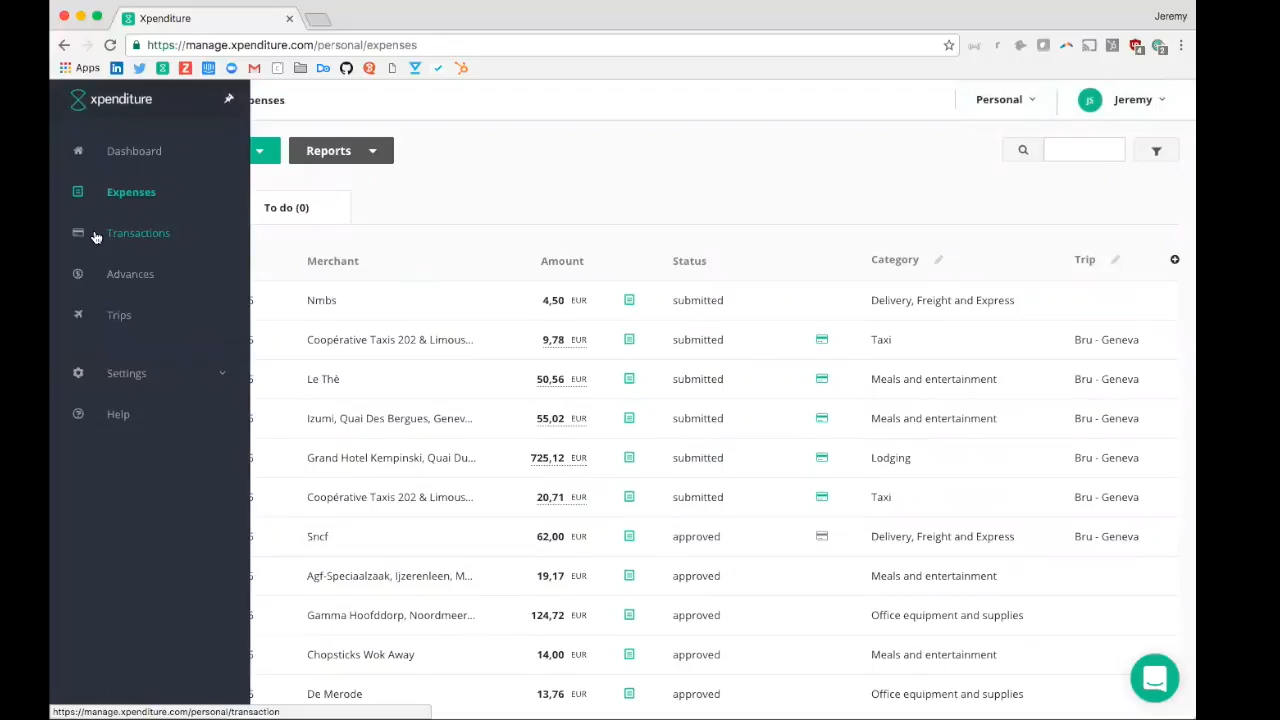 Xpenditure
Jeremy
https://manage.xpenditure.com/personal/expenses
4
2
Apps
xpenditure
penses
Personal
JS
Jeremy
Dashboard
Reports
Expenses
To do (0)
Transactions
Merchant Amount Status Category Trip
Advances
Nmbs 4,50 EUR submitted Delivery, Freight and Express
Trips
Coopérative Taxis 202 & Limous... 9,78 EUR submitted Taxi Bru - Geneva
Settings
Le Thè 50,56 EUR submitted Meals and entertainment Bru - Geneva
Help
Izumi, Quai Des Bergues, Genev... 55,02 EUR submitted Meals and entertainment Bru - Geneva
Grand Hotel Kempinski, Quai Du... 725,12 EUR submitted Lodging Bru - Geneva
Coopérative Taxis 202 & Limous... 20,71 EUR submitted Taxi Bru - Geneva
Sncf 62,00 EUR approved Delivery, Freight and Express Bru - Geneva
Agf-Speciaalzaak, Ijzerenleen, M... 19,17 EUR approved Meals and entertainment
Gamma Hoofddorp, Noordmeer... 124,72 EUR approved Office equipment and supplies
Chopsticks Wok Away 14,00 EUR approved Meals and entertainment
De Merode 13,76 EUR approved Office equipment and supplies
https://manage.xpenditure.com/personal/transaction